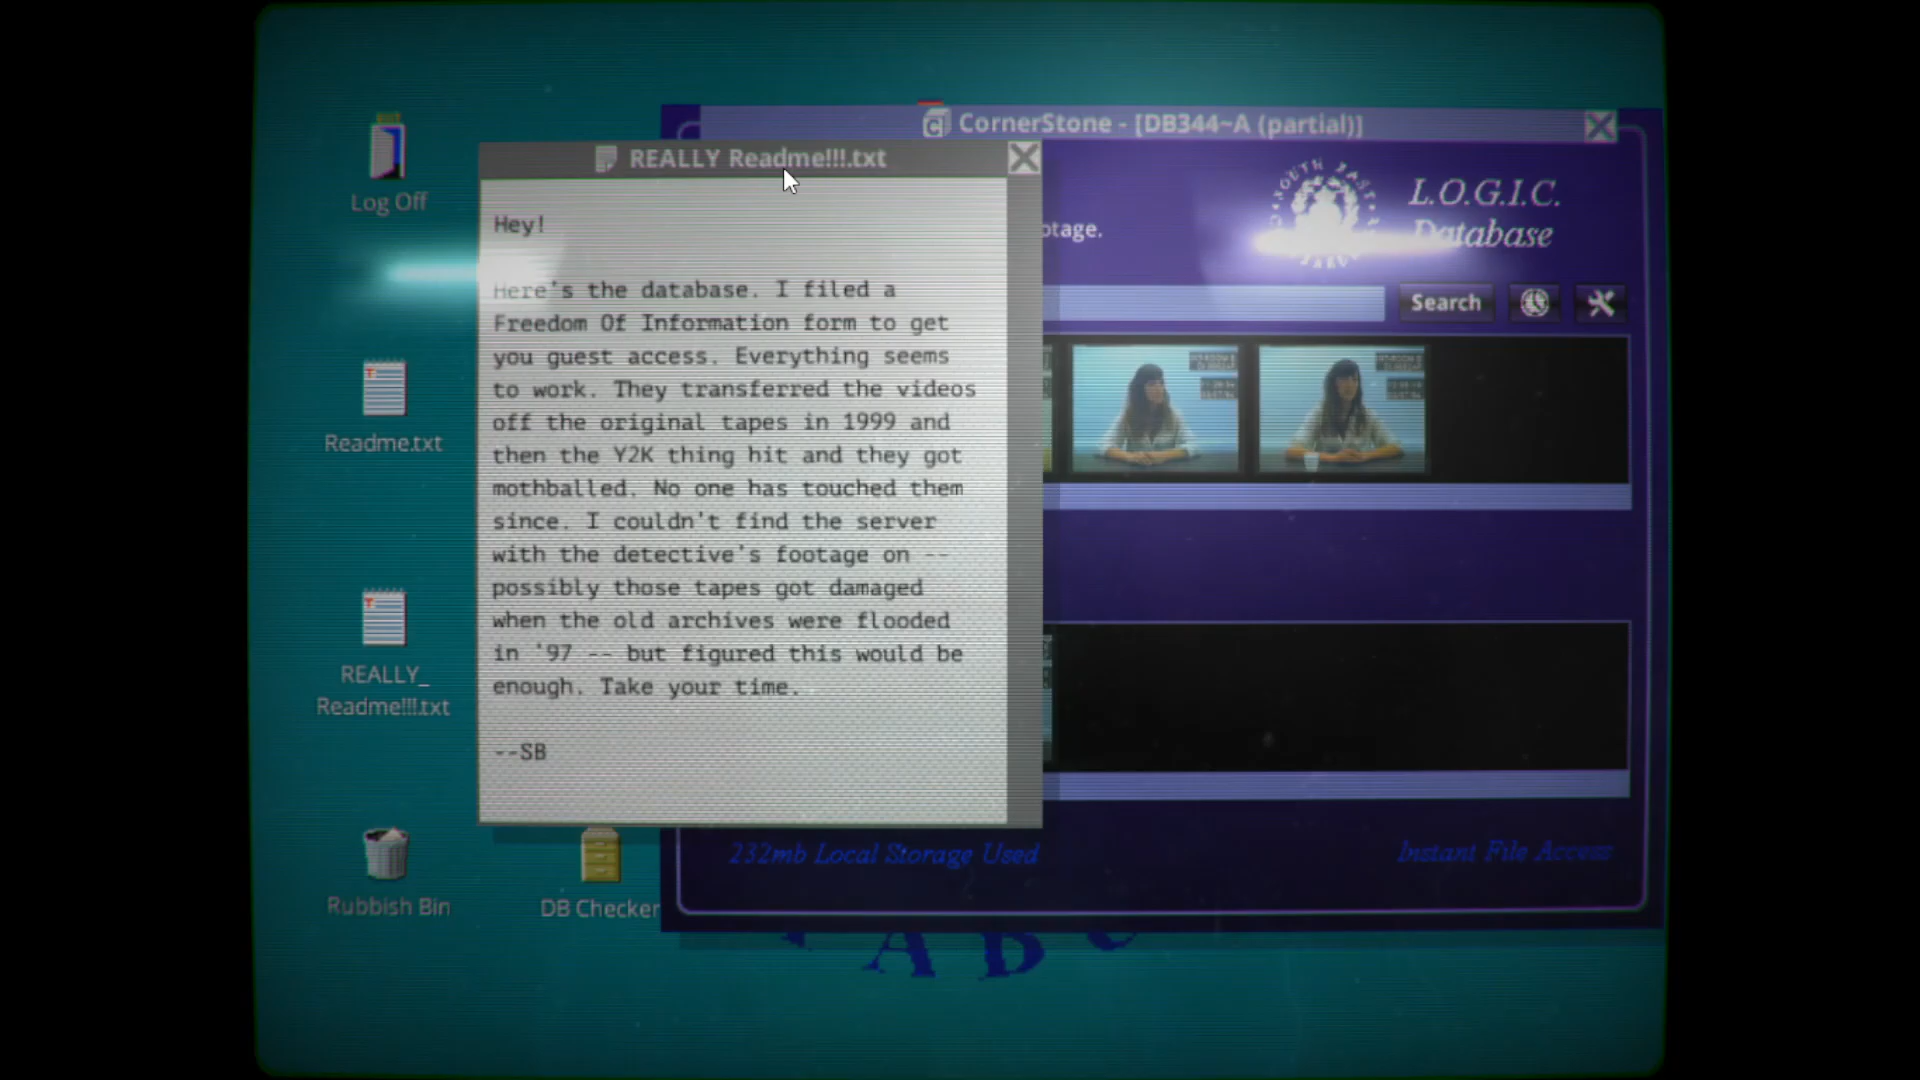 CornerStone - [DB344~A (partial)]
REALLY Readme!!!.txt
Log Off
L.O.G.I.C.
Database
otage.
Search
Hey!
Here's the database. I filed a
Freedom Of Information form to get
you guest access. Everything seems
to work. They transferred the videos
off the original tapes in 1999 and
then the Y2K thing hit and they got
mothballed. No one has touched them
since. I couldn't find the server
with the detective's footage on --
possibly those tapes got damaged
when the old archives were flooded
in '97 -- but figured this would be
enough. Take your time.
--SB
Readme.txt
REALLY_
Readme!!!.txt
Rubbish Bin
DB Checker
232mb Local Storage Used
Instant File Access